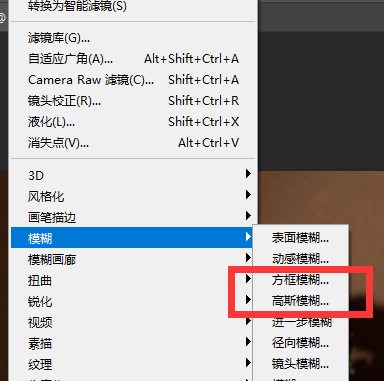 转换为智能滤镜(S)
滤镜库(G)...
自适应广角(A)... Alt+Shift+Ctrl+A
Camera Raw 滤镜(C)... Shift+Ctrl+A
镜头校正(R)... Shift+Ctrl+R
液化(L)... Shift+Ctrl+X
消失点(V)... Alt+Ctrl+V
3D
风格化
画笔描边
模糊
模糊画廊
扭曲
锐化
视频
素描
纹理
表面模糊...
动感模糊...
方框模糊...
高斯模糊...
进一步模糊
径向模糊...
镜头模糊...